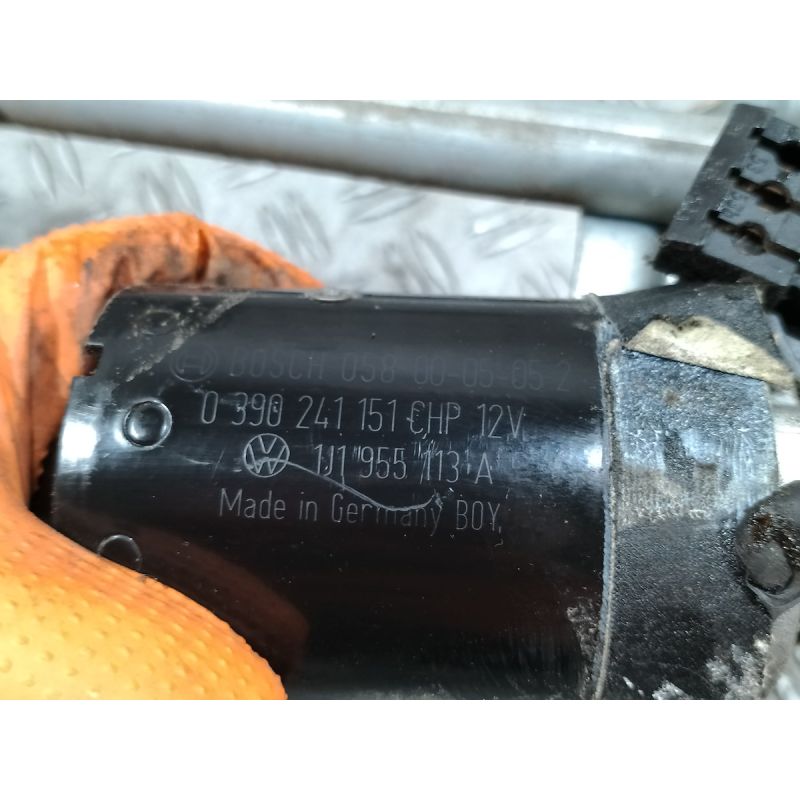 BOSCH 058 00-05-05 2
0 390 241 151 CHP 12V
1J1 955 113 A
Made in Germany BOY